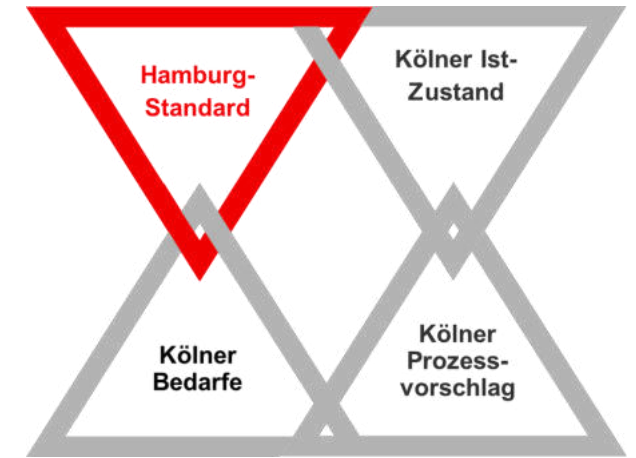 Hamburg-
Standard
Kölner Ist-
Zustand
Kölner
Bedarfe
Kölner
Prozess-
vorschlag